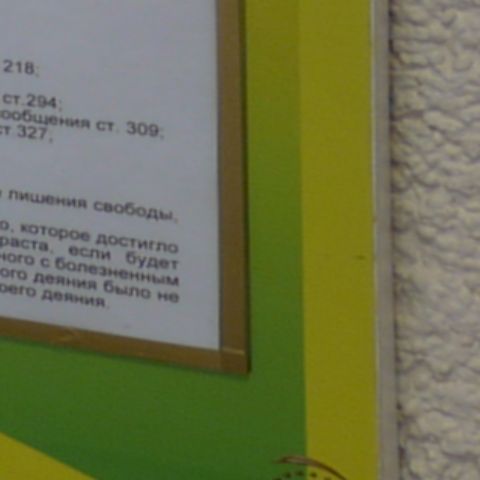 218;
ст.294;
сообщения ст. 309;
ст.327;
лишения свободы,
о, которое достигло
раста, если будет
ного с болезненным
ого деяния было не
оего деяния.